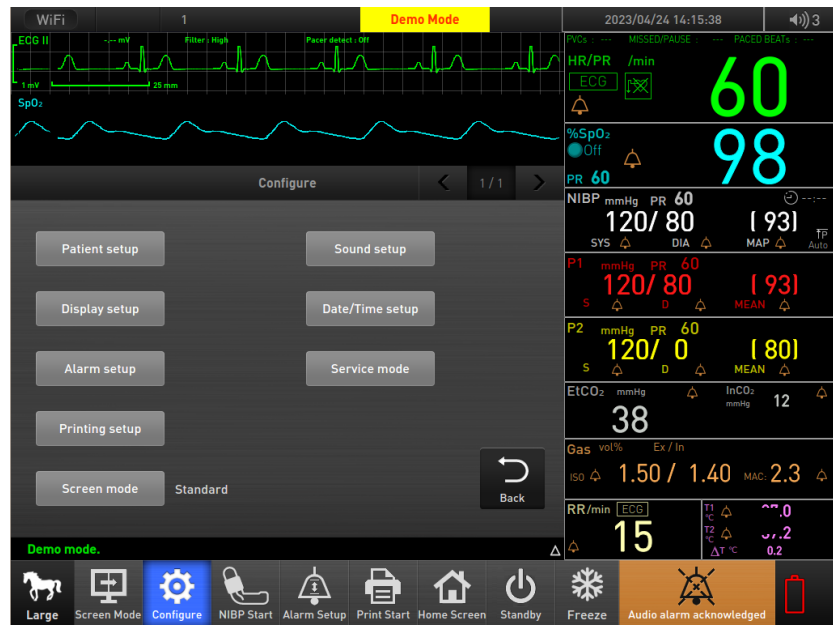 WiFi 1 Demo Mode 2023/04/24 14:15:38 3
ECG II -.-- mV Filter : High Pacer detect : Off
1 mV 25 mm
SpO₂
PVCs : --- MISSED/PAUSE : --- PACED BEATs : ---
HR/PR /min
ECG
60
%SpO₂
Off
98
PR 60
NIBP mmHg PR 60 --:--
120/ 80 ( 93)
SYS DIA MAP
TP
Auto
P1 mmHg PR 60
120/ 80 ( 93)
S D MEAN
P2 mmHg PR 60
120/ 0 ( 80)
S D MEAN
EtCO₂ mmHg InCO₂
mmHg 12
38
Gas vol% Ex / In
ISO 1.50 / 1.40 MAC: 2.3
RR/min ECG
15
T1
°C
T2
°C
ΔT °C 0.2
Configure 1 / 1
Patient setup Sound setup
Display setup Date/Time setup
Alarm setup Service mode
Printing setup
Screen mode Standard
Back
Demo mode.
Large Screen Mode Configure NIBP Start Alarm Setup Print Start Home Screen Standby Freeze Audio alarm acknowledged